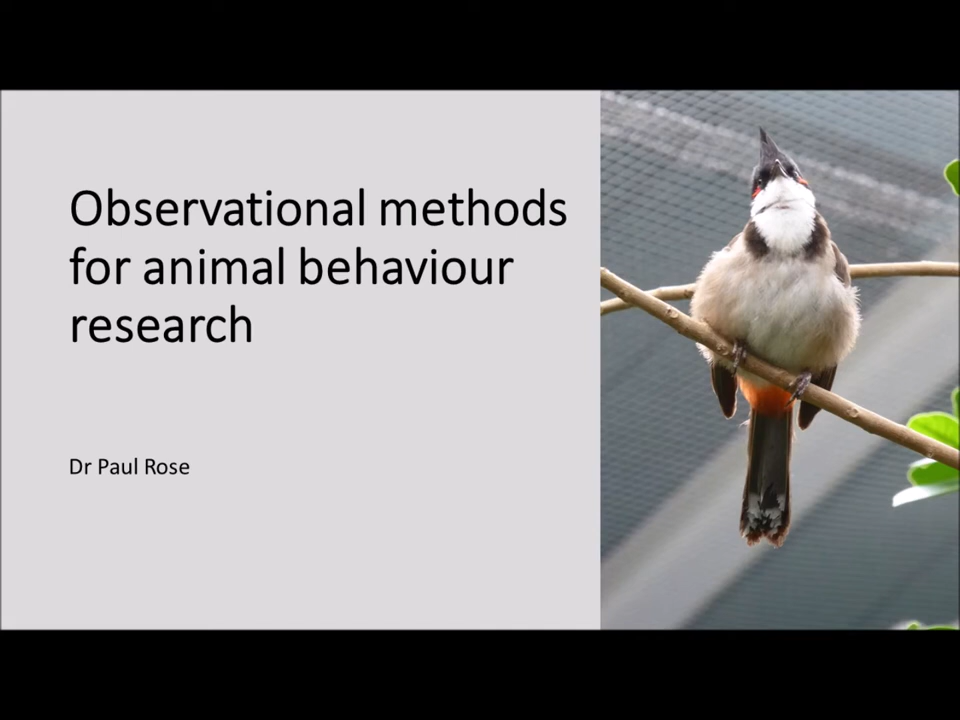 Observational methods
for animal behaviour
research
Dr Paul Rose